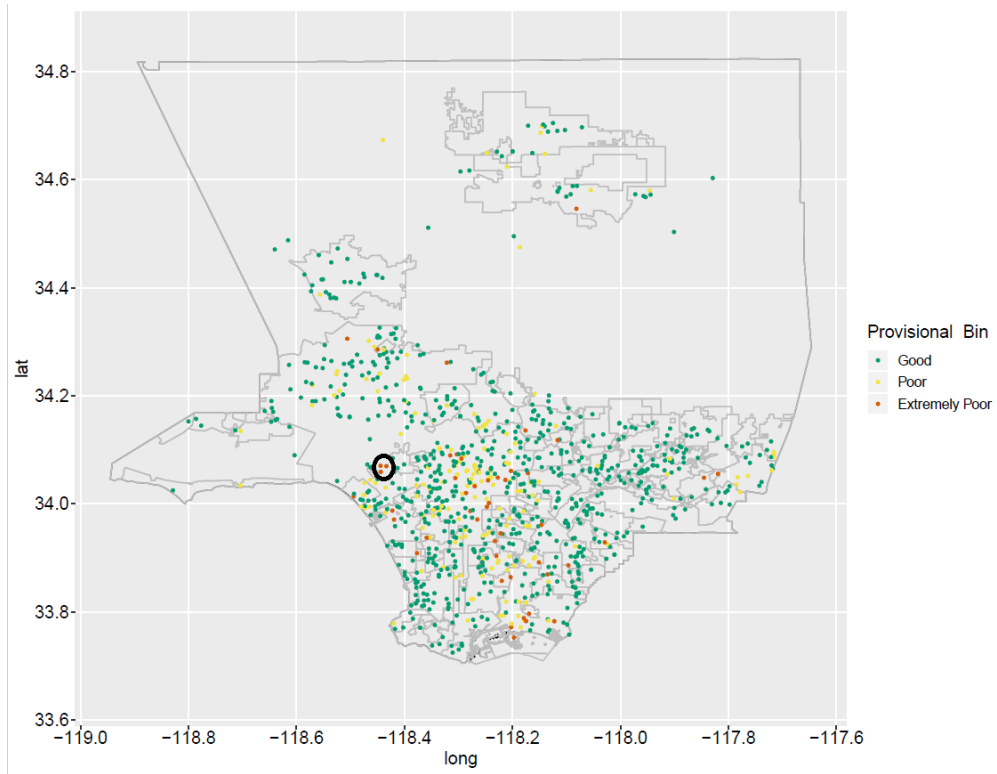 34.8
34.6
34.4
34.2
34.0
33.8
33.6
lat
−119.0 −118.8 −118.6 −118.4 −118.2 −118.0 −117.8 −117.6
long
Provisional Bin
Good
Poor
Extremely Poor